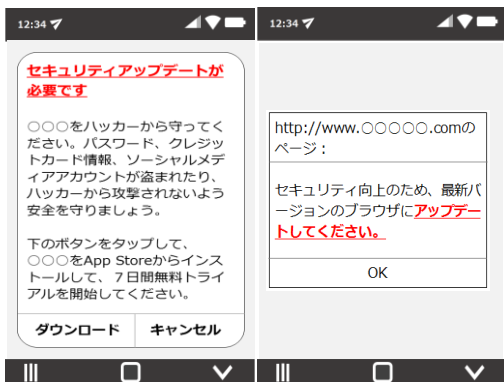 12:34
セキュリティアップデートが
必要です
○○○をハッカーから守ってく
ださい。パスワード、クレジッ
トカード情報、ソーシャルメデ
ィアアカウントが盗まれたり、
ハッカーから攻撃されないよう
安全を守りましょう。
下のボタンをタップして、
○○○をApp Storeからインス
トールして、７日間無料トライ
アルを開始してください。
ダウンロード
キャンセル
12:34
http://www.○○○○○.comの
ページ：
セキュリティ向上のため、最新バ
ージョンのブラウザにアップデー
トしてください。
OK